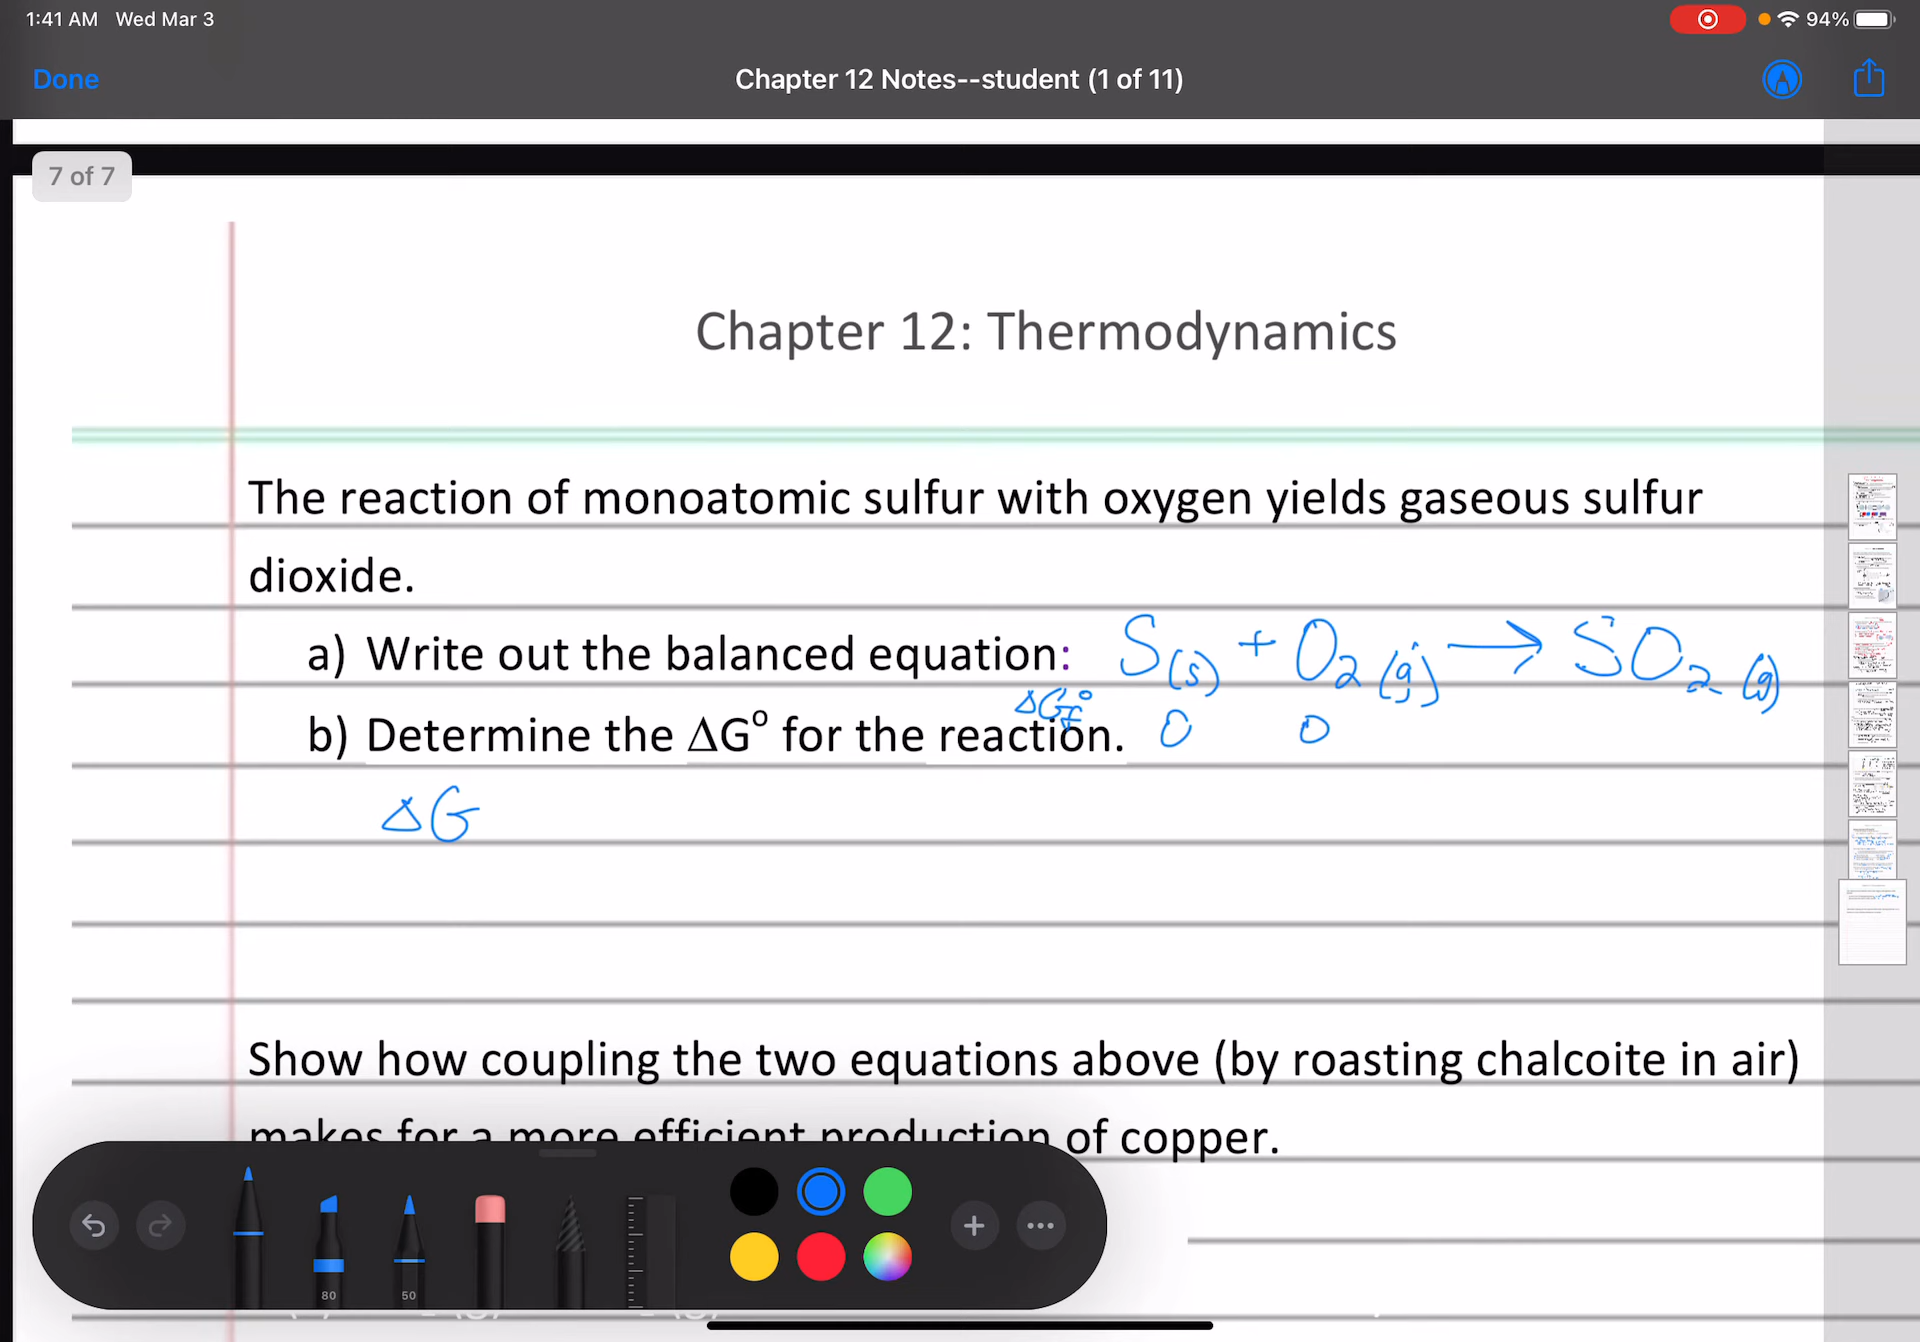 1:41 AM Wed Mar 3
94%
Done
Chapter 12 Notes--student (1 of 11)
7 of 7
Chapter 12: Thermodynamics
The reaction of monoatomic sulfur with oxygen yields gaseous sulfur
dioxide.
a) Write out the balanced equation: S(s) + O₂(g) → SO₂(g)
ΔGf°
b) Determine the ΔG° for the reaction. 0 0
ΔG
Show how coupling the two equations above (by roasting chalcoite in air)
makes for a more efficient production of copper.
80
50